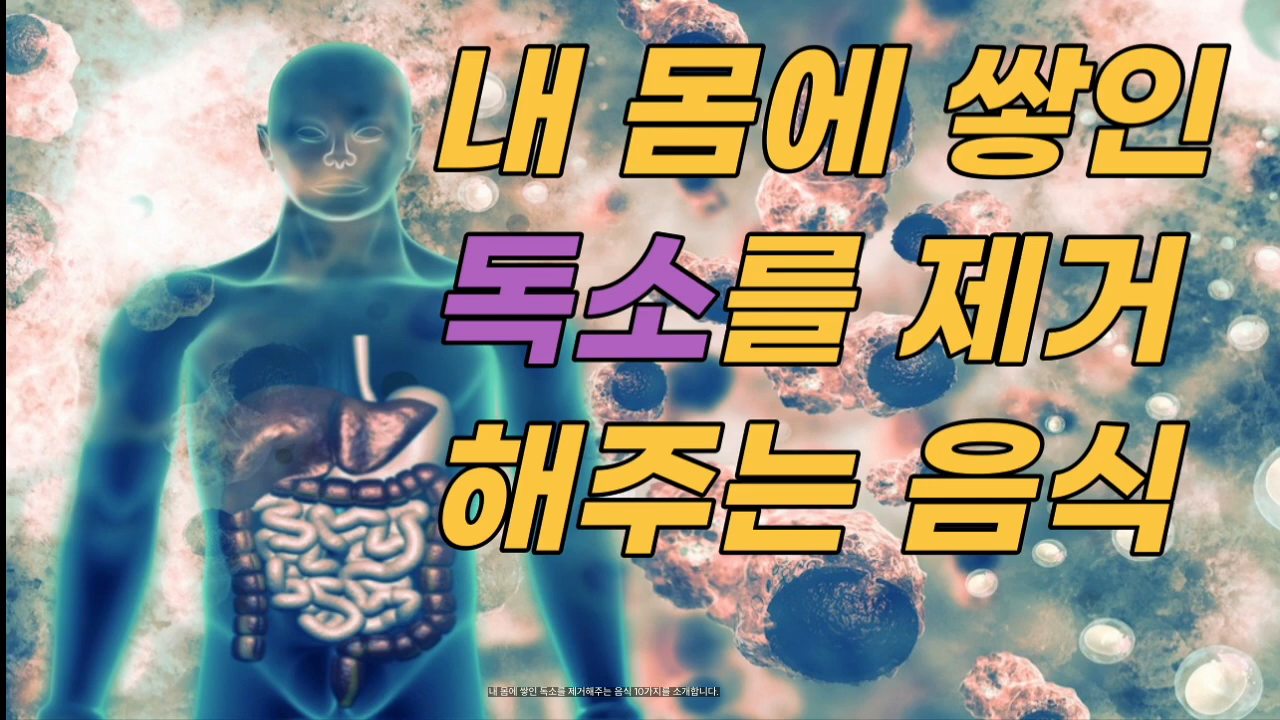 내 몸에 쌓인
독소를 제거
해주는 음식
내 몸에 쌓인 독소를 제거해주는 음식 10가지를 소개합니다.